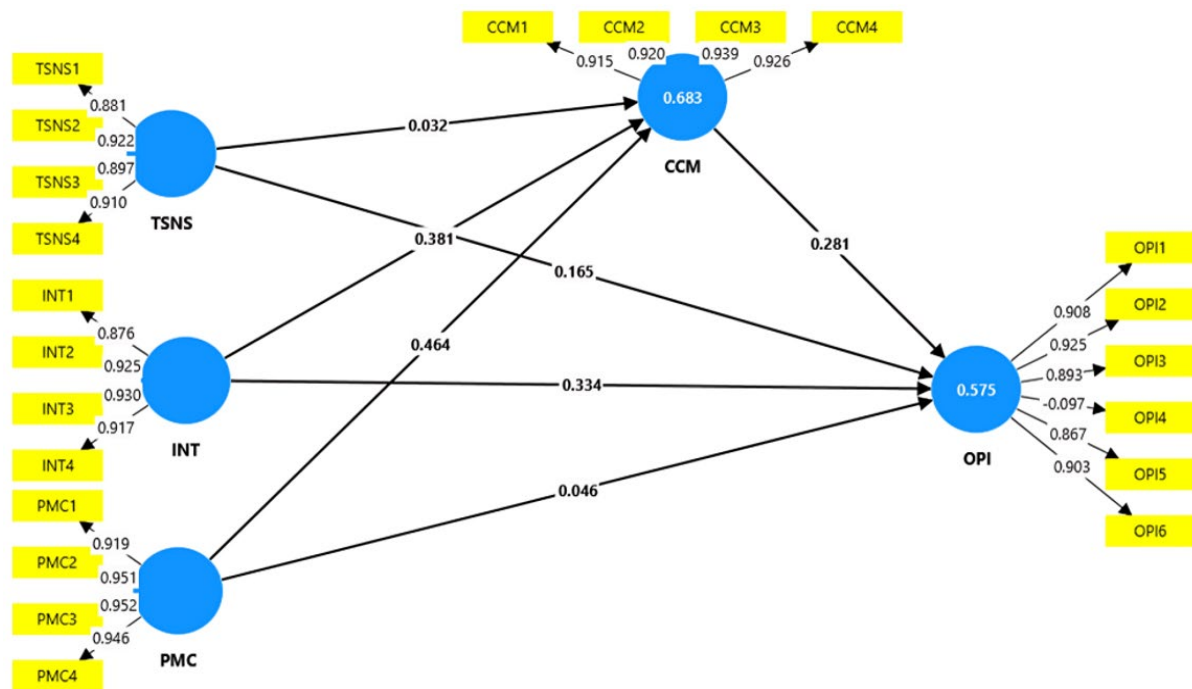 CCM1
CCM2
CCM3
CCM4
0.915
0.920
0.939
0.926
0.683
CCM
TSNS1
TSNS2
TSNS3
TSNS4
0.881
0.922
0.897
0.910
TSNS
0.032
0.381
0.165
0.281
INT1
INT2
INT3
INT4
0.876
0.925
0.930
0.917
INT
0.464
0.334
0.046
PMC1
PMC2
PMC3
PMC4
0.919
0.951
0.952
0.946
PMC
0.575
OPI
0.908
0.925
0.893
-0.097
0.867
0.903
OPI1
OPI2
OPI3
OPI4
OPI5
OPI6